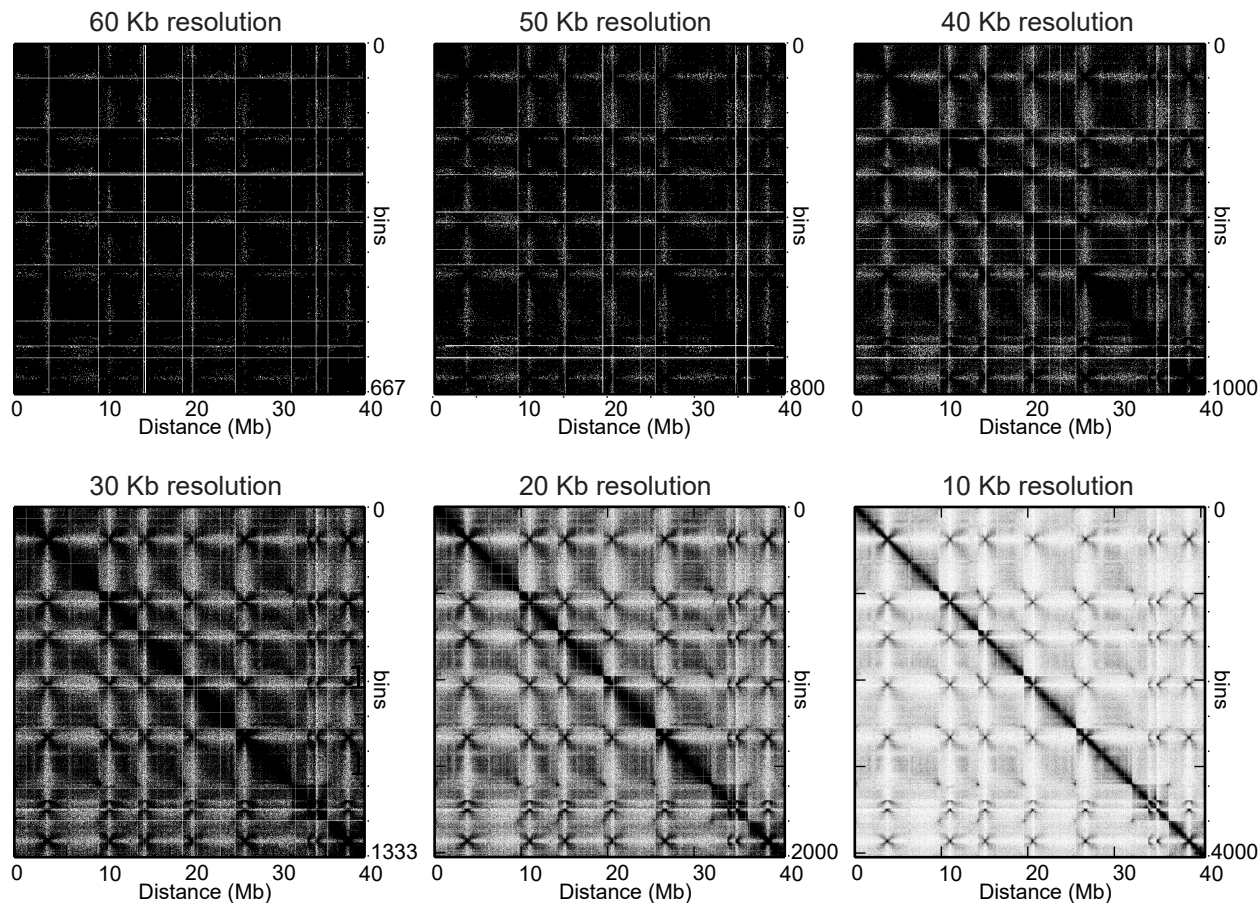 60 Kb resolution
50 Kb resolution
40 Kb resolution
0
0
0
bins
bins
bins
667
800
1000
0 10 20 30 40
0 10 20 30 40
0 10 20 30 40
Distance (Mb)
Distance (Mb)
Distance (Mb)
30 Kb resolution
20 Kb resolution
10 Kb resolution
0
0
0
bins
bins
bins
1333
2000
4000
0 10 20 30 40
0 10 20 30 40
0 10 20 30 40
Distance (Mb)
Distance (Mb)
Distance (Mb)